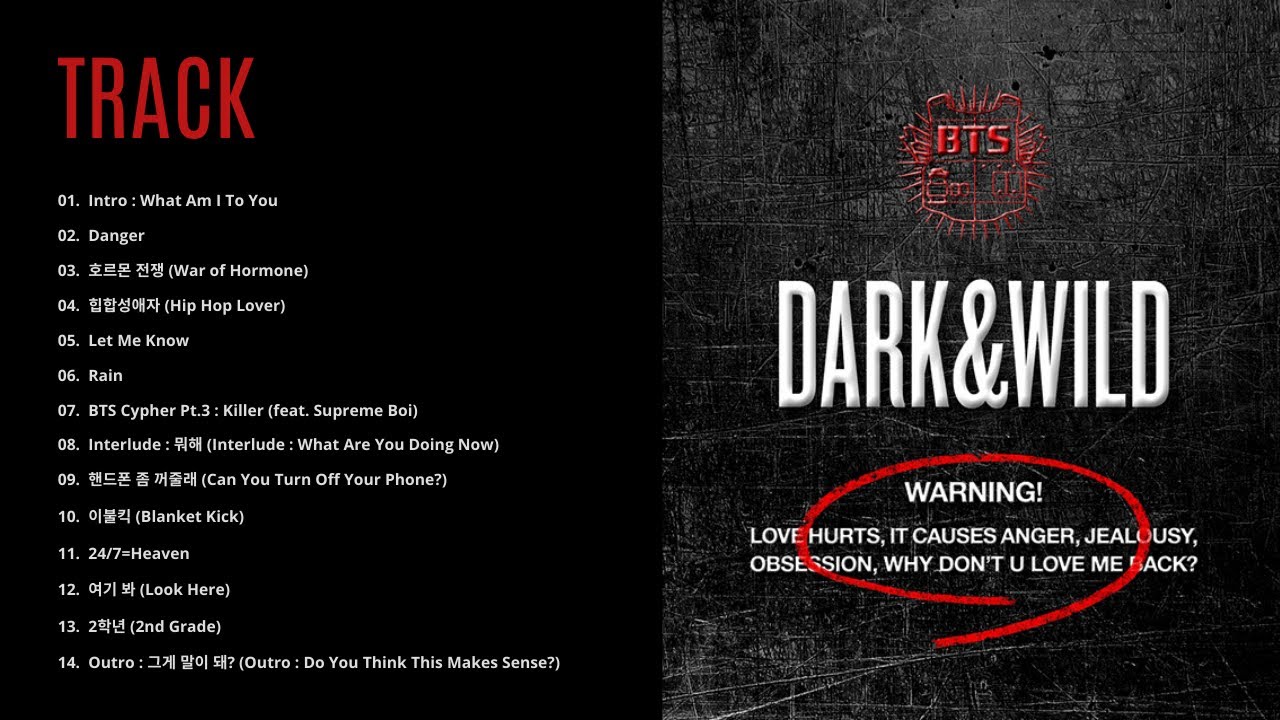 TRACK
01. Intro : What Am I To You
02. Danger
03. 호르몬 전쟁 (War of Hormone)
04. 힙합성애자 (Hip Hop Lover)
05. Let Me Know
06. Rain
07. BTS Cypher Pt.3 : Killer (feat. Supreme Boi)
08. Interlude : 뭐해 (Interlude : What Are You Doing Now)
09. 핸드폰 좀 꺼줄래 (Can You Turn Off Your Phone?)
10. 이불킥 (Blanket Kick)
11. 24/7=Heaven
12. 여기 봐 (Look Here)
13. 2학년 (2nd Grade)
14. Outro : 그게 말이 돼? (Outro : Do You Think This Makes Sense?)
BTS
DARK&WILD
WARNING!
LOVE HURTS, IT CAUSES ANGER, JEALOUSY,
OBSESSION, WHY DON'T U LOVE ME BACK?